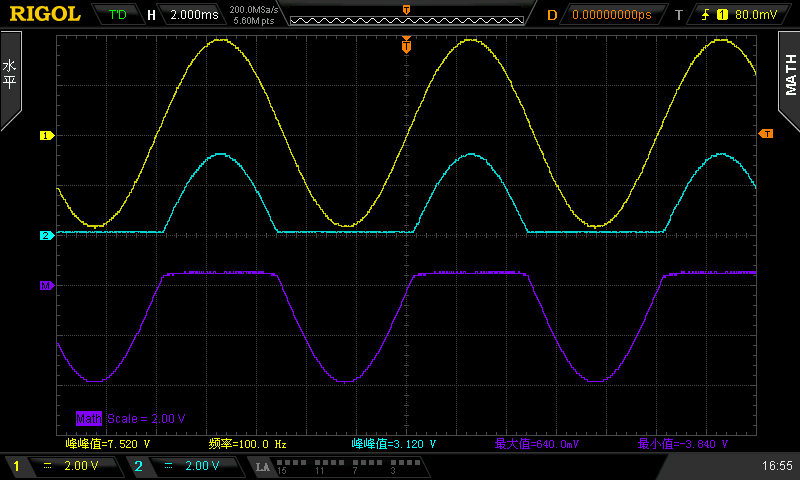 RIGOL T'D H 2.000ms 200.0MSa/s 5.60M pts T D 0.00000000ps T 1 80.0mV
水平
MATH
T
1
T
2
M
Math Scale = 2.00 V
峰峰值=7.520 V 频率=100.0 Hz 峰峰值=3.120 V 最大值=640.0mV 最小值=-3.840 V
1 2.00 V 2 2.00 V LA 15 11 7 3 16:55